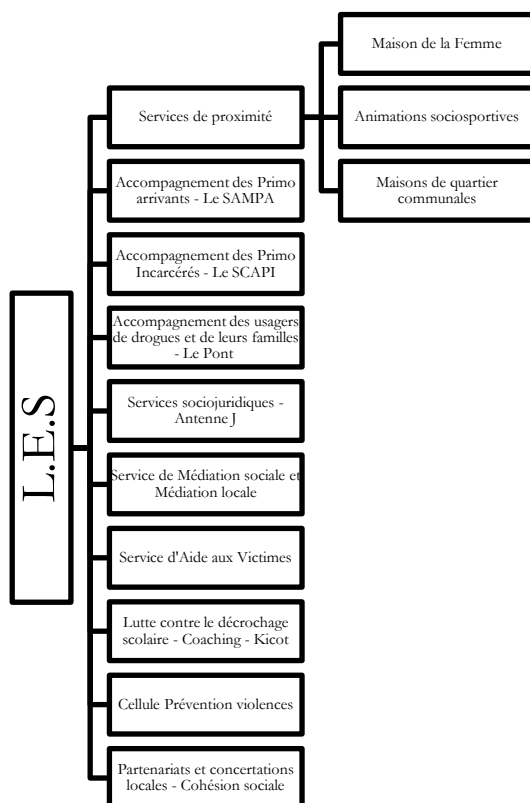 L.E.S
Services de proximité
Maison de la Femme
Animations sociosportives
Maisons de quartier
communales
Accompagnement des Primo
arrivants - Le SAMPA
Accompagnement des Primo
Incarcérés - Le SCAPI
Accompagnement des usagers
de drogues et de leurs familles
- Le Pont
Services sociojuridiques -
Antenne J
Service de Médiation sociale et
Médiation locale
Service d'Aide aux Victimes
Lutte contre le décrochage
scolaire - Coaching - Kicot
Cellule Prévention violences
Partenariats et concertations
locales - Cohésion sociale